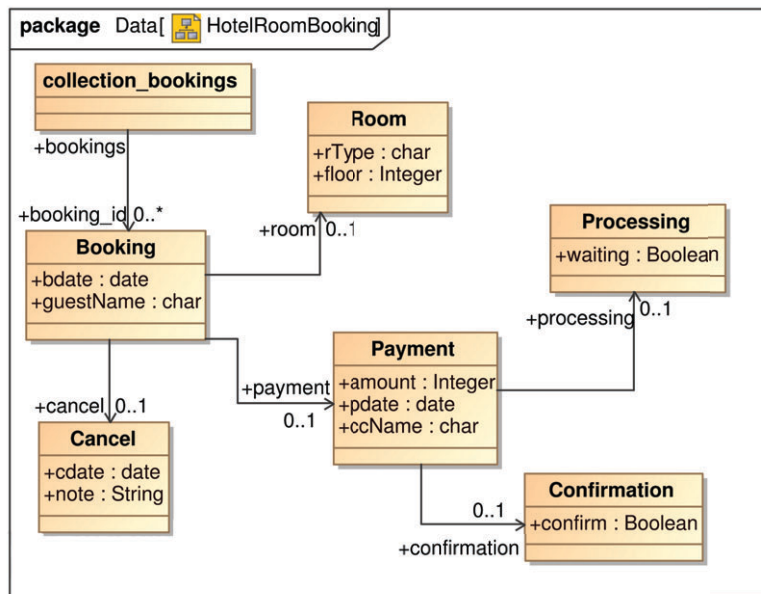 package Data[ HotelRoomBooking]
collection_bookings
+bookings
+booking_id 0..*
Booking
+bdate : date
+guestName : char
Room
+rType : char
+floor : Integer
+room 0..1
Processing
+waiting : Boolean
+processing 0..1
Payment
+amount : Integer
+pdate : date
+ccName : char
+payment
0..1
+cancel 0..1
Cancel
+cdate : date
+note : String
Confirmation
+confirm : Boolean
0..1
+confirmation